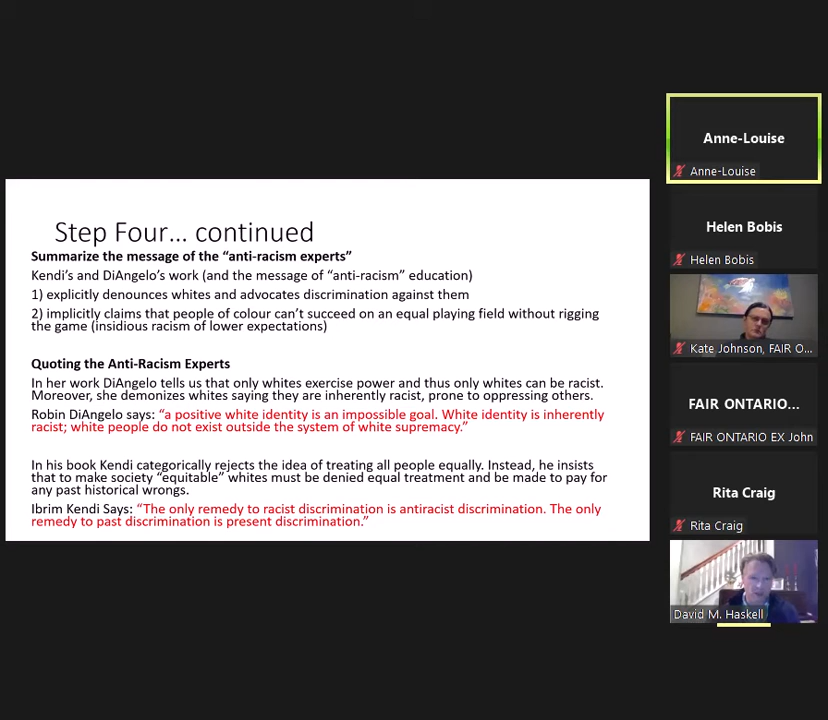 Step Four... continued
Summarize the message of the “anti-racism experts”
Kendi’s and DiAngelo’s work (and the message of “anti-racism” education)
1) explicitly denounces whites and advocates discrimination against them
2) implicitly claims that people of colour can’t succeed on an equal playing field without rigging
the game (insidious racism of lower expectations)
Quoting the Anti-Racism Experts
In her work DiAngelo tells us that only whites exercise power and thus only whites can be racist.
Moreover, she demonizes whites saying they are inherently racist, prone to oppressing others.
Robin DiAngelo says: “a positive white identity is an impossible goal. White identity is inherently
racist; white people do not exist outside the system of white supremacy.”
In his book Kendi categorically rejects the idea of treating all people equally. Instead, he insists
that to make society “equitable” whites must be denied equal treatment and be made to pay for
any past historical wrongs.
Ibrim Kendi Says: “The only remedy to racist discrimination is antiracist discrimination. The only
remedy to past discrimination is present discrimination.”
Anne-Louise
Anne-Louise
Helen Bobis
Helen Bobis
Kate Johnson, FAIR O...
FAIR ONTARIO...
FAIR ONTARIO EX John
Rita Craig
Rita Craig
David M. Haskell